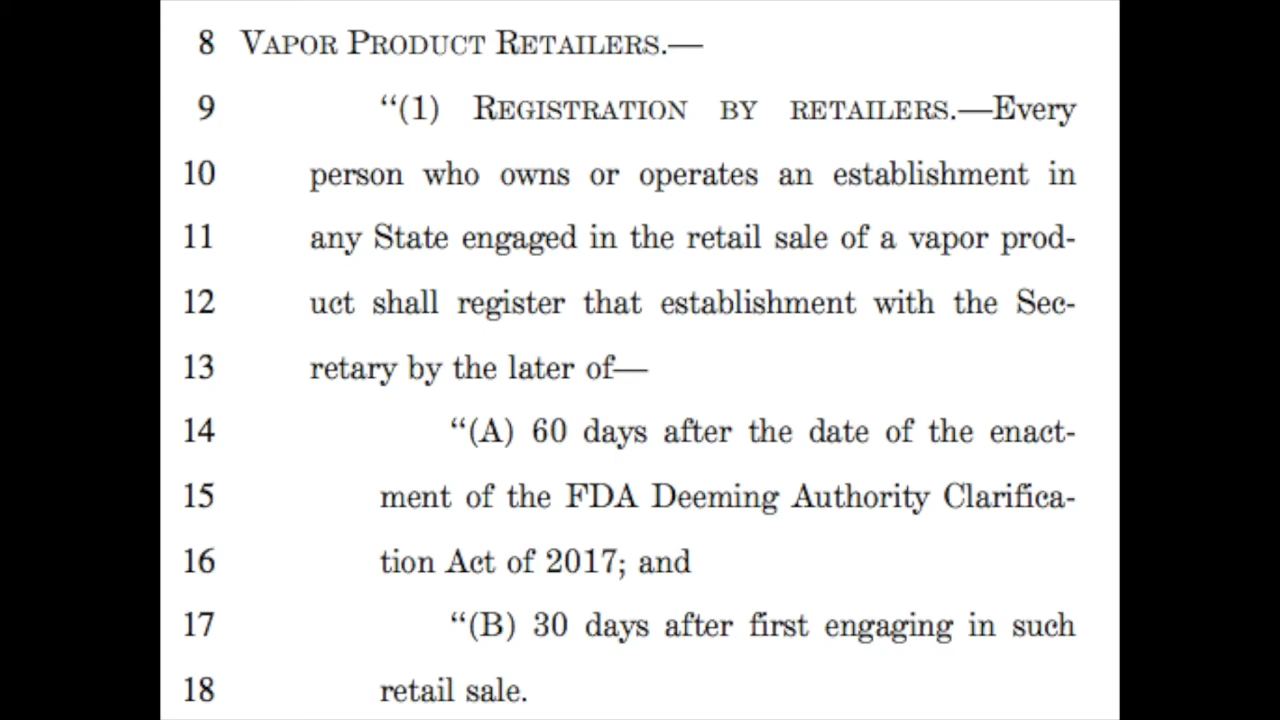 8 VAPOR PRODUCT RETAILERS.—
9 “(1) REGISTRATION BY RETAILERS.—Every
10 person who owns or operates an establishment in
11 any State engaged in the retail sale of a vapor prod-
12 uct shall register that establishment with the Sec-
13 retary by the later of—
14 “(A) 60 days after the date of the enact-
15 ment of the FDA Deeming Authority Clarifica-
16 tion Act of 2017; and
17 “(B) 30 days after first engaging in such
18 retail sale.